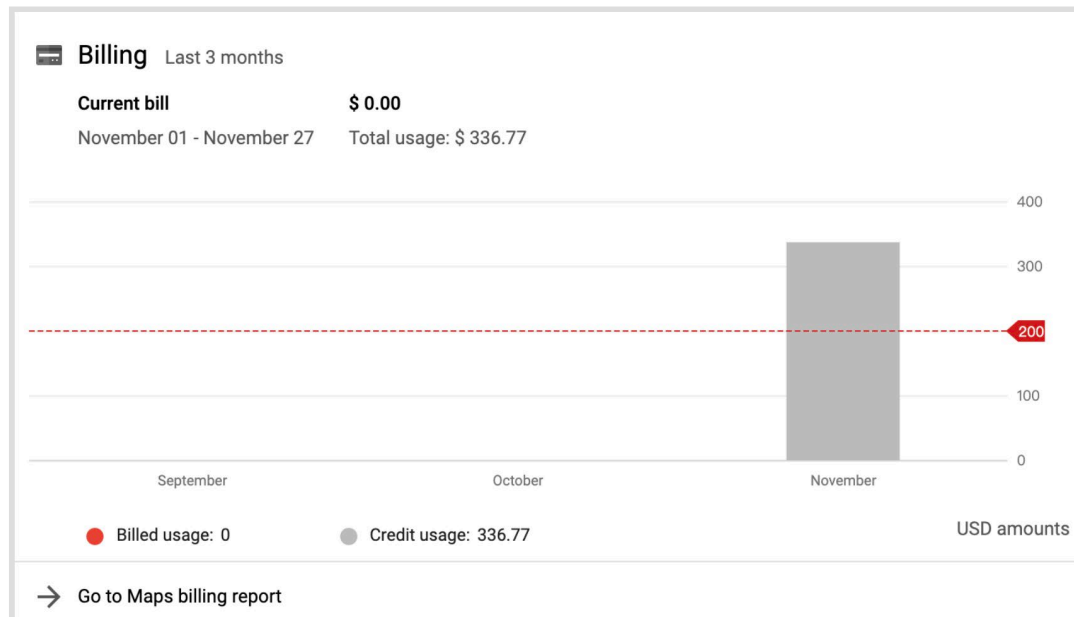 Billing Last 3 months
Current bill $ 0.00
November 01 - November 27 Total usage: $ 336.77
400
300
200
100
0
September October November
Billed usage: 0 Credit usage: 336.77 USD amounts
Go to Maps billing report